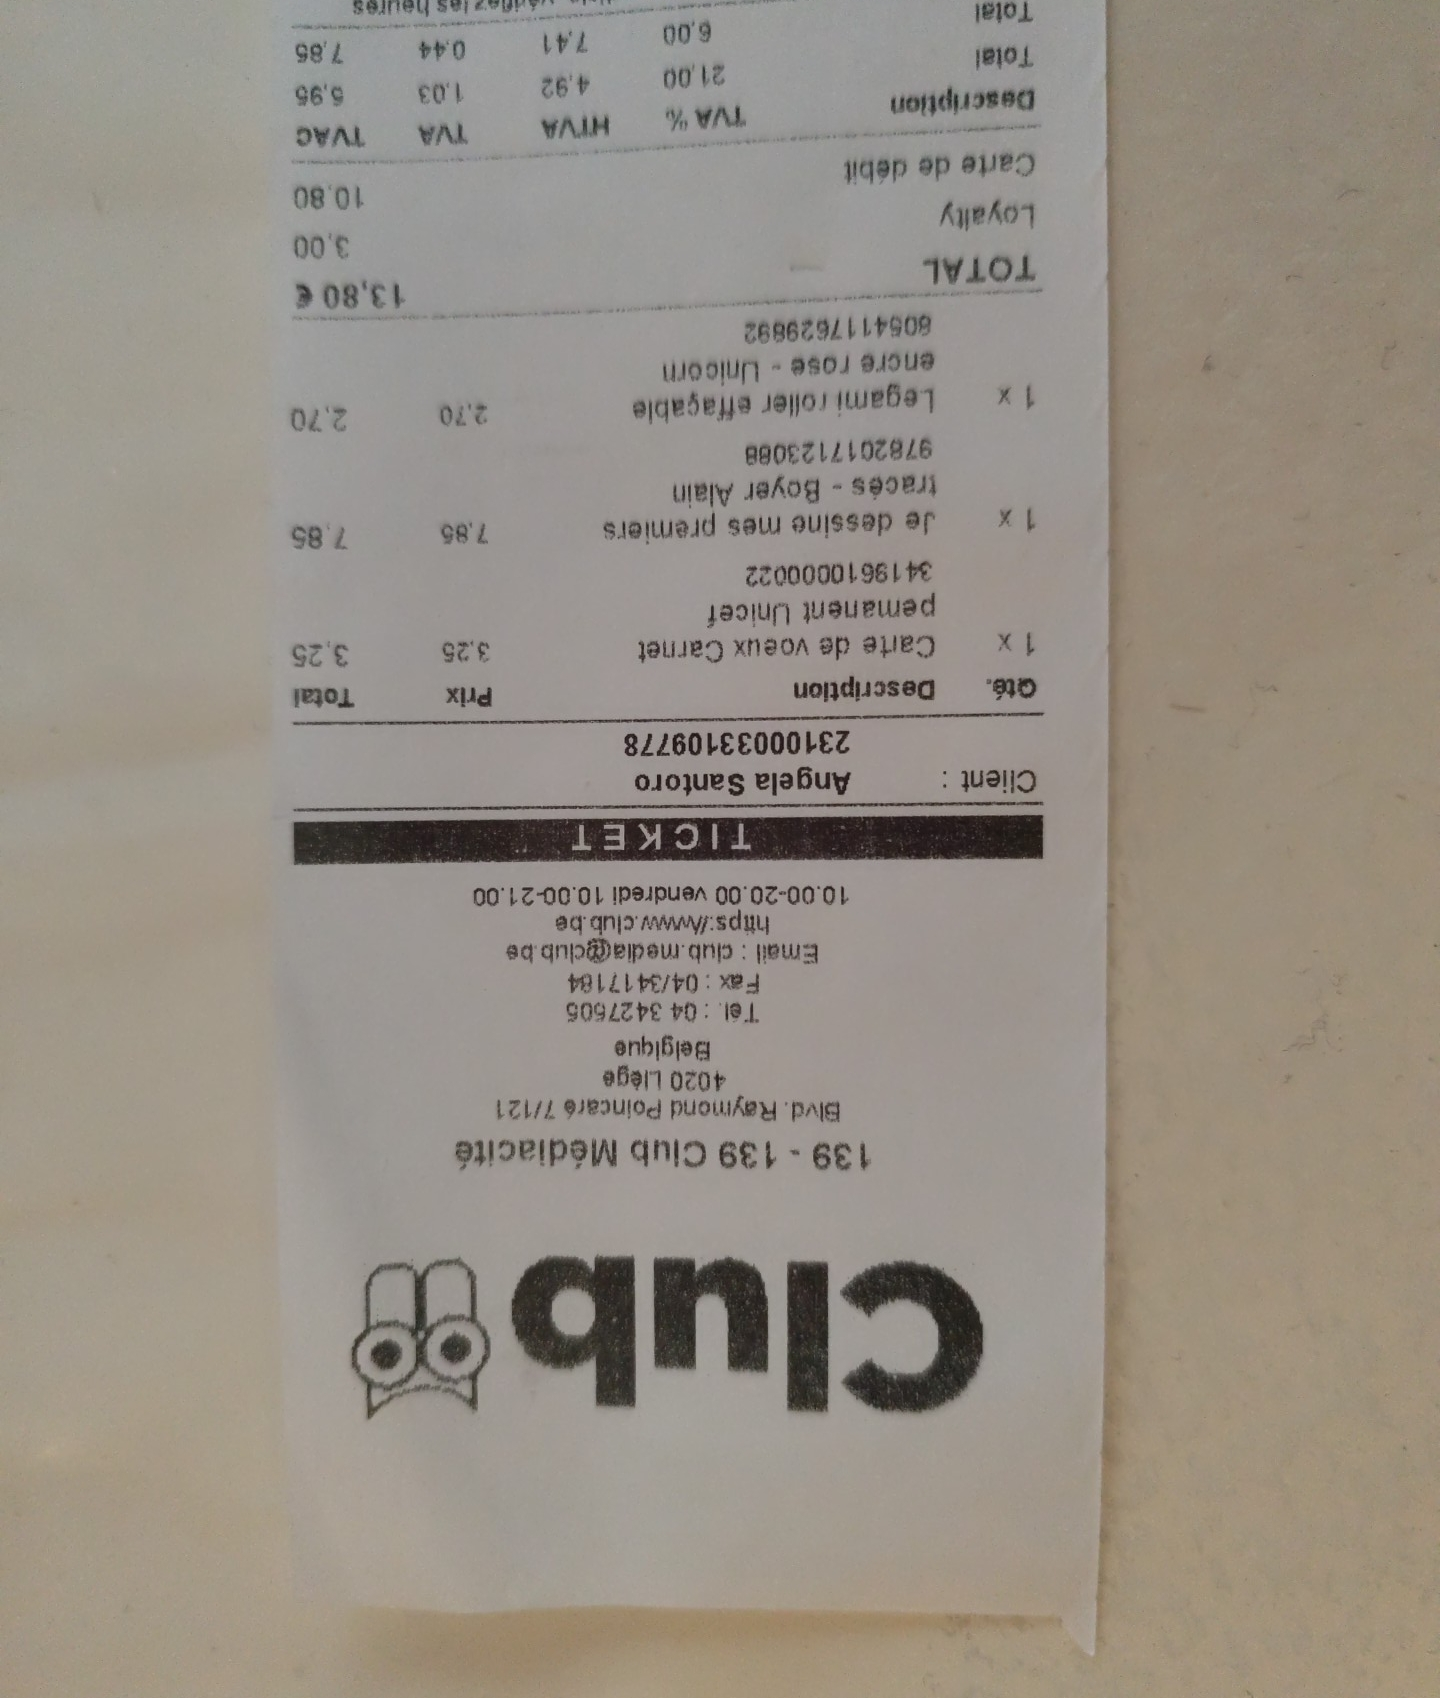 Club
139 - 139 Club Médiacité
Blvd. Raymond Poincaré 7/121
4020 Liège
Belgique
Tél. : 04 3427505
Fax : 04/3417184
Email : club.media@club.be
https://www.club.be
10.00-20.00 vendredi 10.00-21.00
TICKET
Client : Angela Santoro
23100033109778
Qté. Description Prix Total
1 x Carte de voeux Carnet 3,25 3,25
pemanent Unicef
3419610000022
1 x Je dessine mes premiers 7,85 7,85
tracés - Boyer Alain
9782017123088
1 x Legami roller effaçable 2,70 2,70
encre rose - Unicorn
8054117629892
TOTAL 13,80 €
Loyalty 3,00
Carte de débit 10,80
Description TVA % HTVA TVA TVAC
Total 21,00 4,92 1,03 5,95
Total 6,00 7,41 0,44 7,85
vérifiez les heures